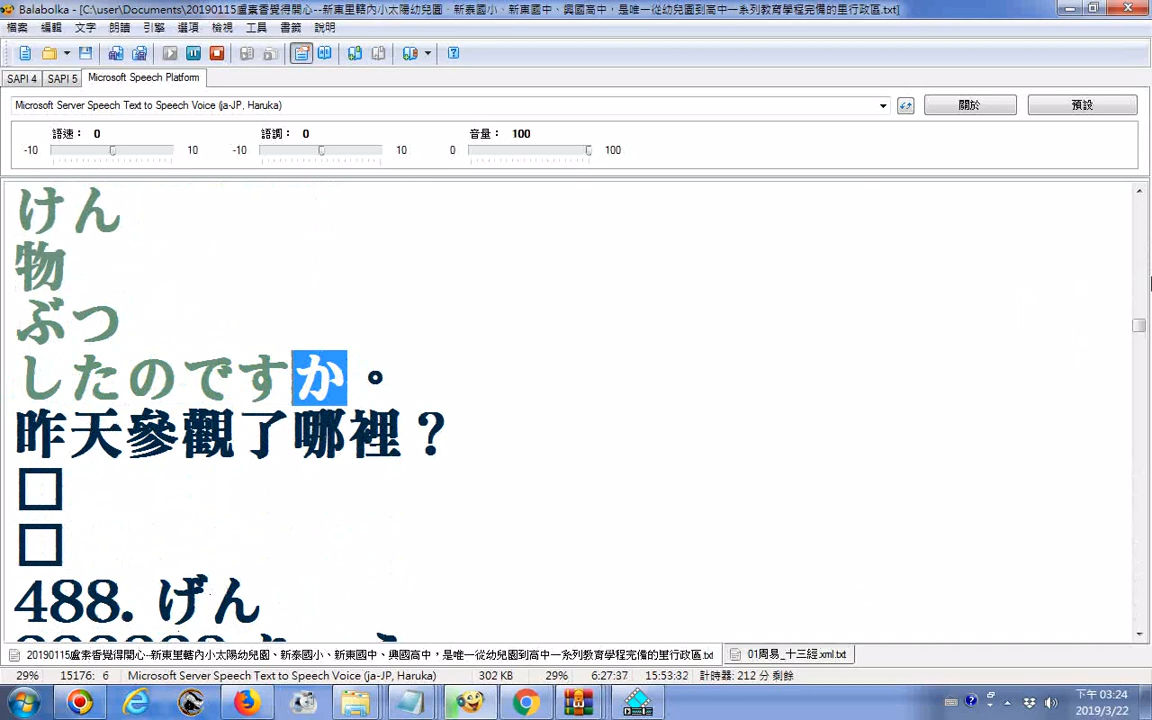 Balabolka - [C:\user\Documents\20190115盧素香覺得開心--新東里轄內小太陽幼兒園、新泰國小、新東國中、興國高中，是唯一從幼兒園到高中一系列教育學程完備的里行政區.txt]
檔案 編輯 文字 朗讀 引擎 選項 檢視 工具 書籤 說明
SAPI 4 SAPI 5 Microsoft Speech Platform
Microsoft Server Speech Text to Speech Voice (ja-JP, Haruka) 關於 預設
語速： 0 語調： 0 音量： 100
-10 10 -10 10 0 100
けん
物
ぶつ
したのですか。
昨天參觀了哪裡？
□
□
488. げん
20190115盧素香覺得開心--新東里轄內小太陽幼兒園、新泰國小、新東國中、興國高中，是唯一從幼兒園到高中一系列教育學程完備的里行政區.txt 01周易_十三經.xml.txt
29% 15176: 6 Microsoft Server Speech Text to Speech Voice (ja-JP, Haruka) 302 KB 29% 6:27:37 15:53:32 計時器: 212 分 剩餘
下午 03:24
2019/3/22